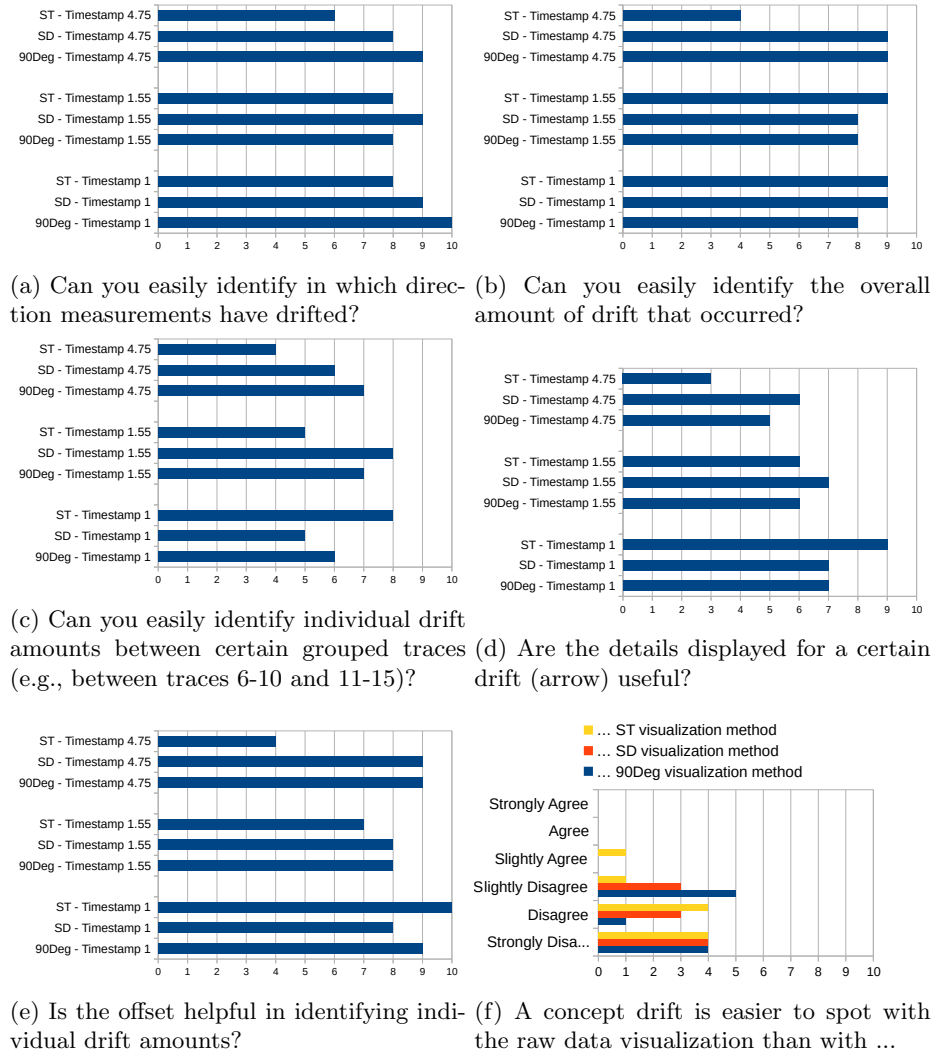 ST - Timestamp 4.75
SD - Timestamp 4.75
90Deg - Timestamp 4.75
ST - Timestamp 1.55
SD - Timestamp 1.55
90Deg - Timestamp 1.55
ST - Timestamp 1
SD - Timestamp 1
90Deg - Timestamp 1
0 1 2 3 4 5 6 7 8 9 10
(a) Can you easily identify in which direc-
tion measurements have drifted?
ST - Timestamp 4.75
SD - Timestamp 4.75
90Deg - Timestamp 4.75
ST - Timestamp 1.55
SD - Timestamp 1.55
90Deg - Timestamp 1.55
ST - Timestamp 1
SD - Timestamp 1
90Deg - Timestamp 1
0 1 2 3 4 5 6 7 8 9 10
(b) Can you easily identify the overall
amount of drift that occurred?
ST - Timestamp 4.75
SD - Timestamp 4.75
90Deg - Timestamp 4.75
ST - Timestamp 1.55
SD - Timestamp 1.55
90Deg - Timestamp 1.55
ST - Timestamp 1
SD - Timestamp 1
90Deg - Timestamp 1
0 1 2 3 4 5 6 7 8 9 10
(c) Can you easily identify individual drift
amounts between certain grouped traces
(e.g., between traces 6-10 and 11-15)?
ST - Timestamp 4.75
SD - Timestamp 4.75
90Deg - Timestamp 4.75
ST - Timestamp 1.55
SD - Timestamp 1.55
90Deg - Timestamp 1.55
ST - Timestamp 1
SD - Timestamp 1
90Deg - Timestamp 1
0 1 2 3 4 5 6 7 8 9 10
(d) Are the details displayed for a certain
drift (arrow) useful?
ST - Timestamp 4.75
SD - Timestamp 4.75
90Deg - Timestamp 4.75
ST - Timestamp 1.55
SD - Timestamp 1.55
90Deg - Timestamp 1.55
ST - Timestamp 1
SD - Timestamp 1
90Deg - Timestamp 1
0 1 2 3 4 5 6 7 8 9 10
(e) Is the offset helpful in identifying indi-
vidual drift amounts?
... ST visualization method
... SD visualization method
... 90Deg visualization method
Strongly Agree
Agree
Slightly Agree
Slightly Disagree
Disagree
Strongly Disa...
0 1 2 3 4 5 6 7 8 9 10
(f) A concept drift is easier to spot with
the raw data visualization than with ...